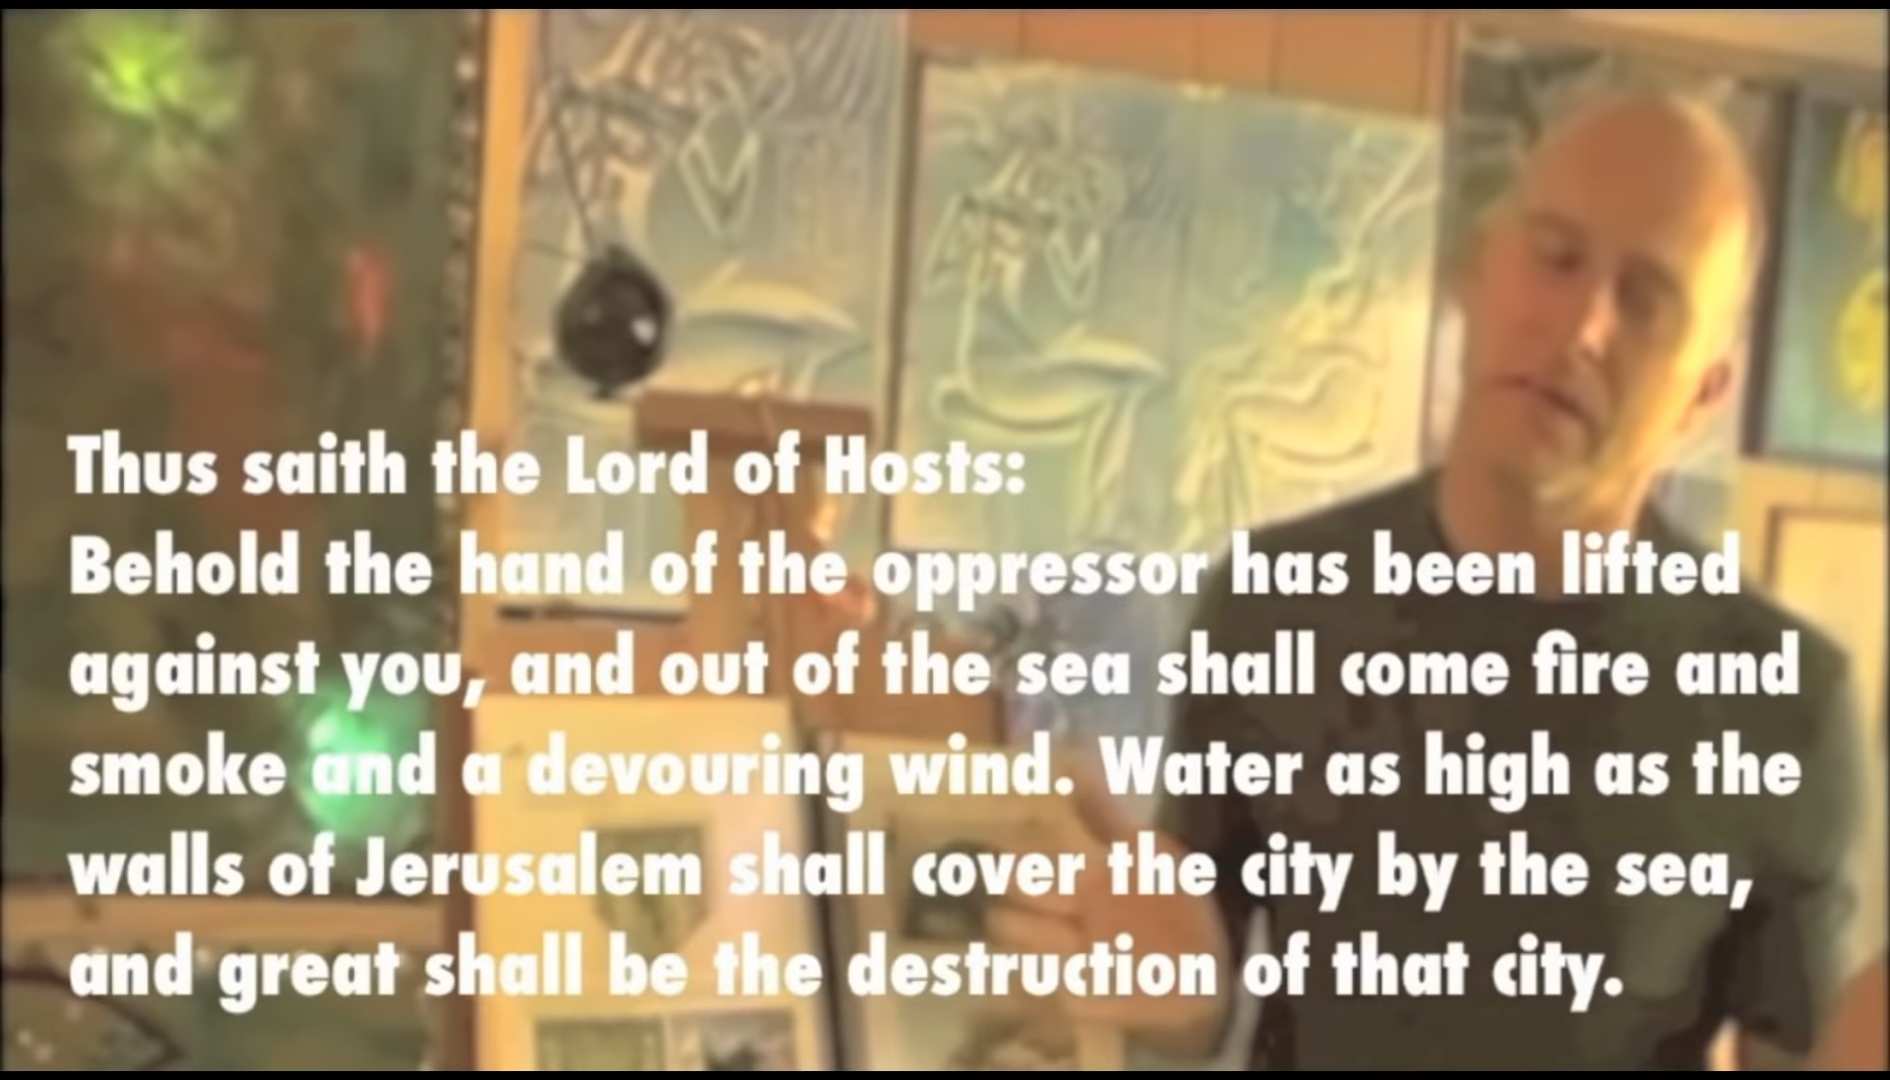 Thus saith the Lord of Hosts:
Behold the hand of the oppressor has been lifted
against you, and out of the sea shall come fire and
smoke and a devouring wind. Water as high as the
walls of Jerusalem shall cover the city by the sea,
and great shall be the destruction of that city.